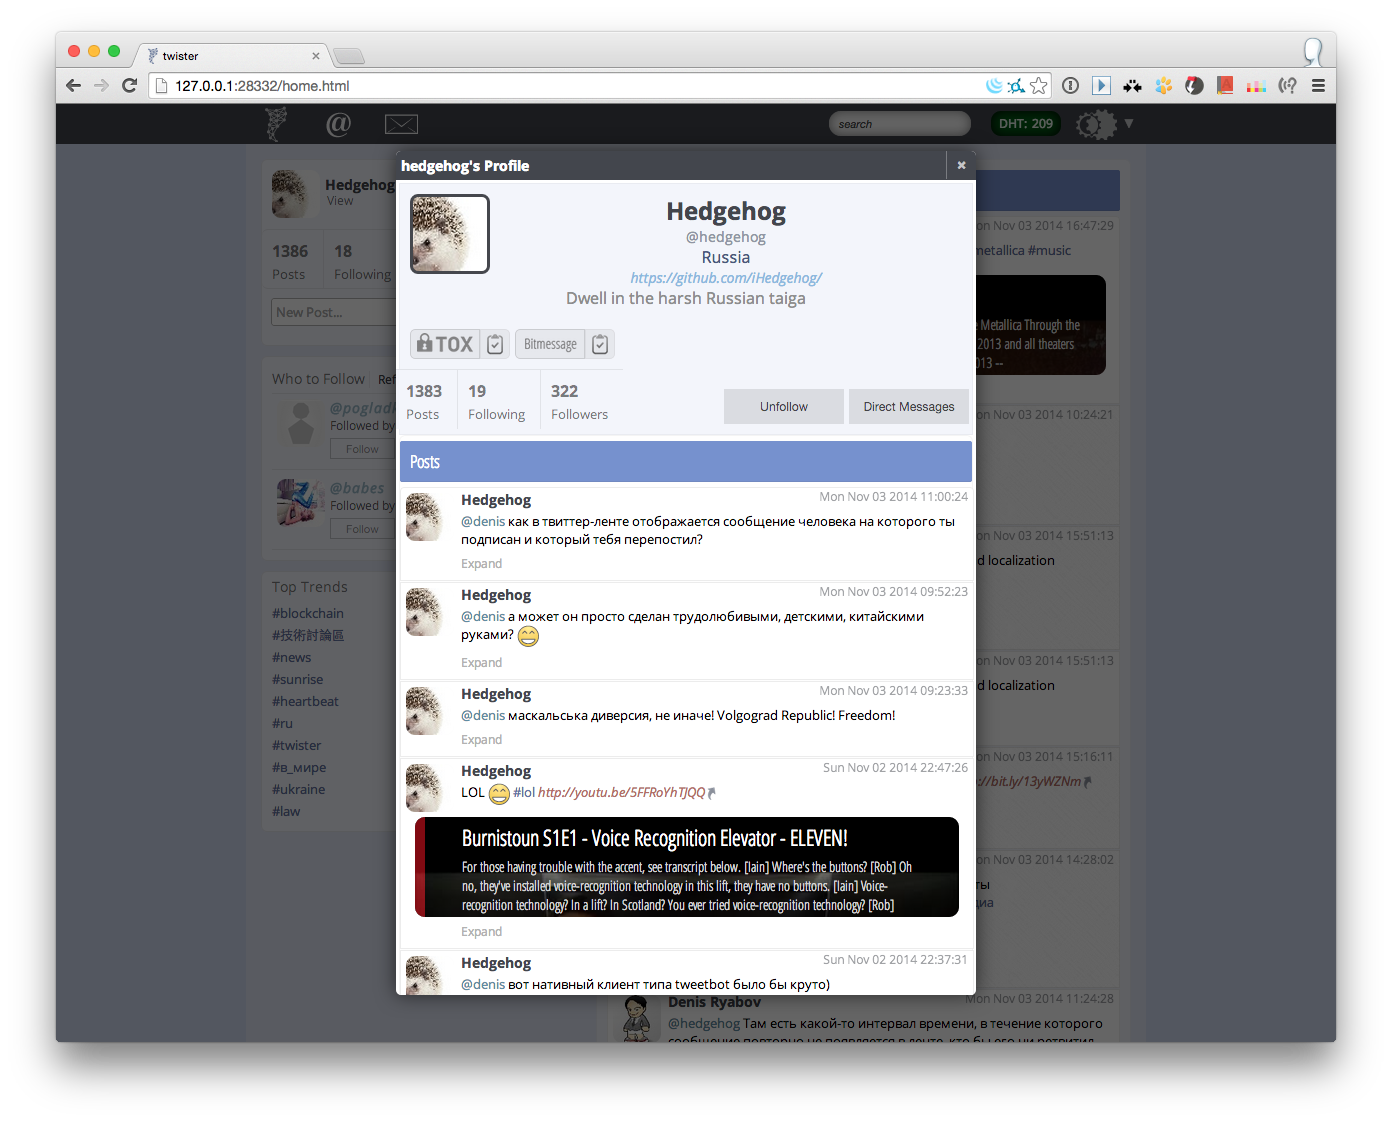 twister
127.0.0.1:28332/home.html
@
search
DHT: 209
Hedgehog
View
1386
Posts
18
Following
New Post...
Who to Follow
Ref
@pogladk
Followed by
Follow
@babes
Followed by
Follow
Top Trends
#blockchain
#技術討論區
#news
#sunrise
#heartbeat
#ru
#twister
#в_мире
#ukraine
#law
hedgehog's Profile
Hedgehog
@hedgehog
Russia
https://github.com/iHedgehog/
Dwell in the harsh Russian taiga
TOX
Bitmessage
1383
Posts
19
Following
322
Followers
Unfollow
Direct Messages
Posts
Hedgehog
Mon Nov 03 2014 11:00:24
@denis как в твиттер-ленте отображается сообщение человека на которого ты
подписан и который тебя перепостил?
Expand
Hedgehog
Mon Nov 03 2014 09:52:23
@denis а может он просто сделан трудолюбивыми, детскими, китайскими
руками?
Expand
Hedgehog
Mon Nov 03 2014 09:23:33
@denis маскальська диверсия, не иначе! Volgograd Republic! Freedom!
Expand
Hedgehog
Sun Nov 02 2014 22:47:26
LOL #lol http://youtu.be/5FFRoYhTJQQ
Burnistoun S1E1 - Voice Recognition Elevator - ELEVEN!
For those having trouble with the accent, see transcript below. [Iain] Where's the buttons? [Rob] Oh
no, they've installed voice-recognition technology in this lift, they have no buttons. [Iain] Voice-
recognition technology? In a lift? In Scotland? You ever tried voice-recognition technology? [Rob]
Expand
Hedgehog
Sun Nov 02 2014 22:37:31
@denis вот нативный клиент типа tweetbot было бы круто)
on Nov 03 2014 16:47:29
metallica #music
Metallica Through the
2013 and all theaters
013 --
on Nov 03 2014 10:24:21
on Nov 03 2014 15:51:13
d localization
on Nov 03 2014 15:51:13
d localization
on Nov 03 2014 15:16:11
://bit.ly/13yWZNm
on Nov 03 2014 14:28:02
ты
диа
Denis Ryabov
Mon Nov 03 2014 11:24:28
@hedgehog Там есть какой-то интервал времени, в течение которого
сообщение повторно не появляется в ленте, кто бы его ни ретвитил